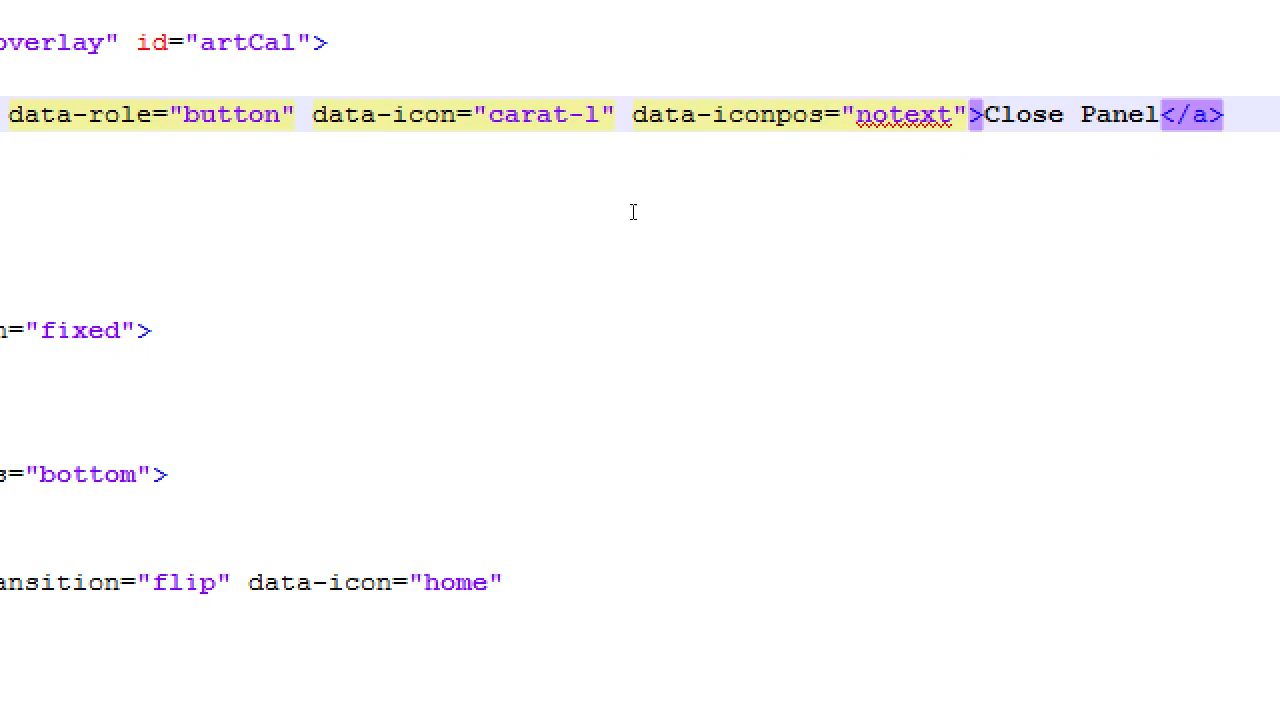 overlay" id="artCal">
data-role="button" data-icon="carat-l" data-iconpos="notext">Close Panel</a>
="fixed">
="bottom">
ansition="flip" data-icon="home"